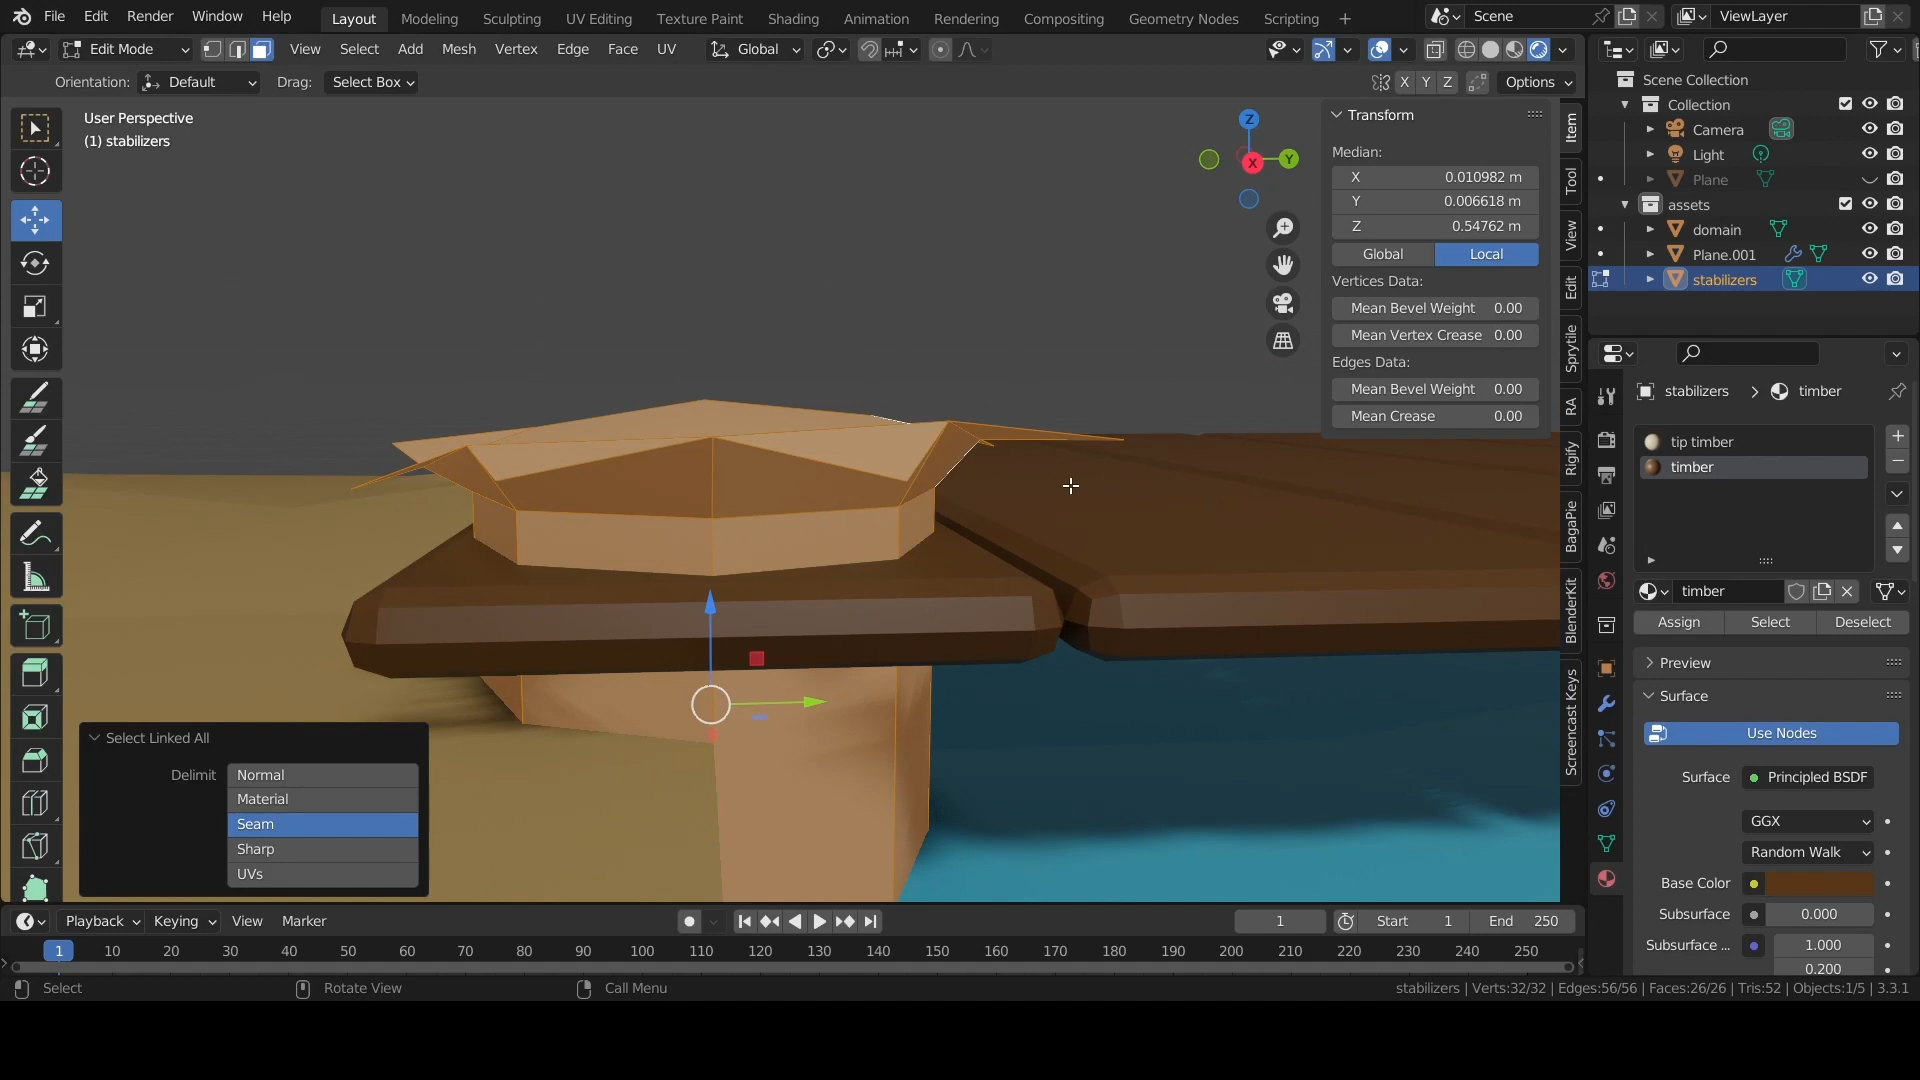 File Edit Render Window Help Layout Modeling Sculpting UV Editing Texture Paint Shading Animation Rendering Compositing Geometry Nodes Scripting + Scene ViewLayer
Edit Mode View Select Add Mesh Vertex Edge Face UV Global
Orientation: Default Drag: Select Box X Y Z Options
User Perspective
(1) stabilizers
Z
Y
X
Transform
Median:
X 0.010982 m
Y 0.006618 m
Z 0.54762 m
Global Local
Vertices Data:
Mean Bevel Weight 0.00
Mean Vertex Crease 0.00
Edges Data:
Mean Bevel Weight 0.00
Mean Crease 0.00
Item
Tool
View
Edit
Sprytile
RA
Rigify
BagaPie
BlenderKit
Screencast Keys
Scene Collection
Collection
Camera
Light
Plane
assets
domain
Plane.001
stabilizers
stabilizers > timber
tip timber
timber
timber
Assign Select Deselect
Preview
Surface
Use Nodes
Surface Principled BSDF
GGX
Random Walk
Base Color
Subsurface 0.000
Subsurface ... 1.000
0.200
Select Linked All
Delimit Normal
Material
Seam
Sharp
UVs
Playback Keying View Marker 1 Start 1 End 250
1 10 20 30 40 50 60 70 80 90 100 110 120 130 140 150 160 170 180 190 200 210 220 230 240 250
Select Rotate View Call Menu stabilizers | Verts:32/32 | Edges:56/56 | Faces:26/26 | Tris:52 | Objects:1/5 | 3.3.1